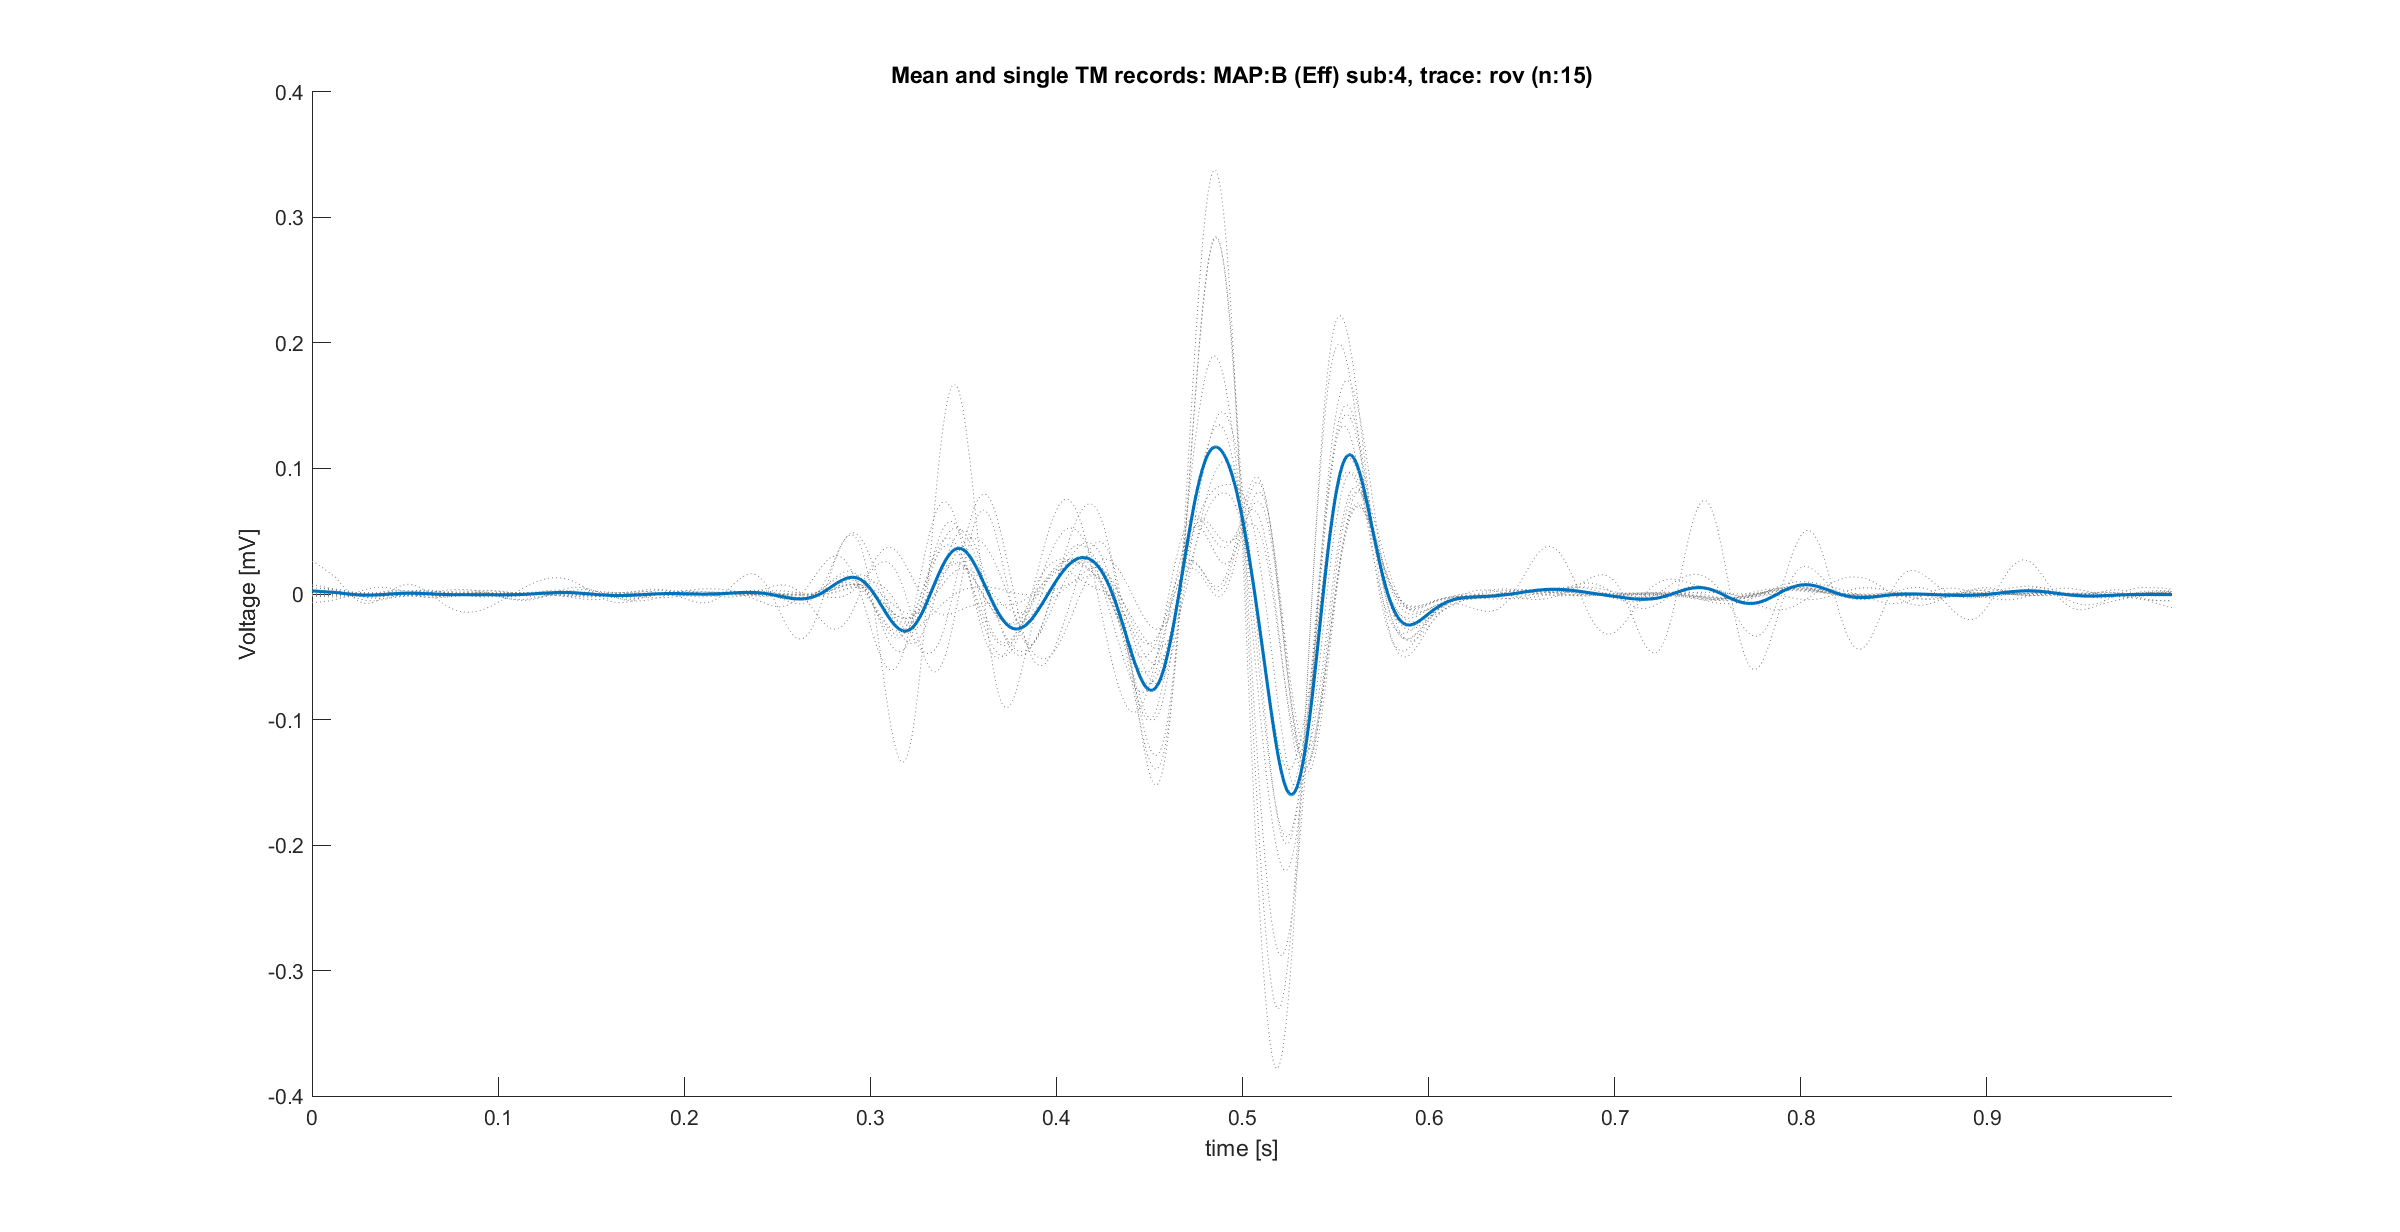 Mean and single TM records: MAP:B (Eff) sub:4, trace: rov (n:15)
0.4
0.3
0.2
0.1
0
-0.1
-0.2
-0.3
-0.4
Voltage [mV]
0 0.1 0.2 0.3 0.4 0.5 0.6 0.7 0.8 0.9
time [s]